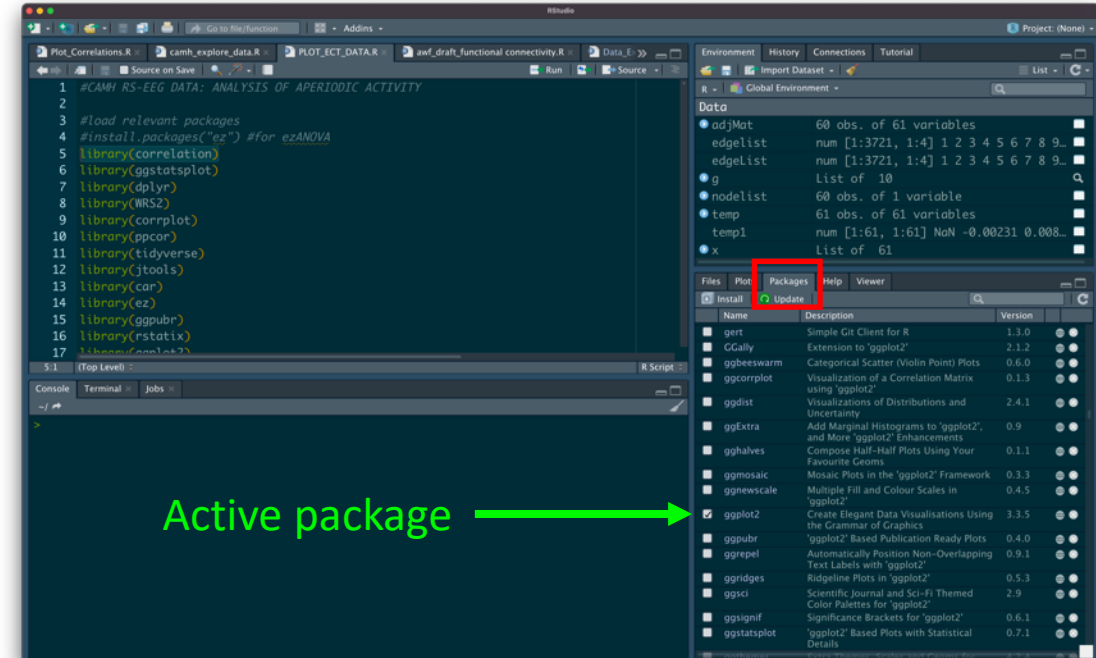 RStudio
Go to file/function
Addins
Project: (None)
Plot_Correlations.R
camh_explore_data.R
PLOT_ECT_DATA.R
awf_draft_functional connectivity.R
Source on Save
Run
Source
1 #CAMH RS-EEG DATA: ANALYSIS OF APERIODIC ACTIVITY
2
3 #load relevant packages
4 #install.packages("ez") #for ezANOVA
5 library(correlation)
6 library(ggstatsplot)
7 library(dplyr)
8 library(WRS2)
9 library(corrplot)
10 library(ppcor)
11 library(tidyverse)
12 library(jtools)
13 library(car)
14 library(ez)
15 library(ggpubr)
16 library(rstatix)
17 library(ggplot2)
5:1 (Top Level) R Script
Console Terminal Jobs
~/
>
Active package
Environment History Connections Tutorial
Import Dataset List
R Global Environment
Data
adjMat 60 obs. of 61 variables
edgelist num [1:3721, 1:4] 1 2 3 4 5 6 7 8 9…
edgeList num [1:3721, 1:4] 1 2 3 4 5 6 7 8 9…
g List of 10
nodelist 60 obs. of 1 variable
temp 61 obs. of 61 variables
temp1 num [1:61, 1:61] NaN -0.00231 0.008…
x List of 61
Files Plots Packages Help Viewer
Install Update
Name Description Version
gert Simple Git Client for R 1.3.0
GGally Extension to 'ggplot2' 2.1.2
ggbeeswarm Categorical Scatter (Violin Point) Plots 0.6.0
ggcorrplot Visualization of a Correlation Matrix 0.1.3
using 'ggplot2'
ggdist Visualizations of Distributions and 2.4.1
Uncertainty
ggExtra Add Marginal Histograms to 'ggplot2', 0.9
and More 'ggplot2' Enhancements
gghalves Compose Half-Half Plots Using Your 0.1.1
Favourite Geoms
ggmosaic Mosaic Plots in the 'ggplot2' Framework 0.3.3
ggnewscale Multiple Fill and Colour Scales in 0.4.5
'ggplot2'
ggplot2 Create Elegant Data Visualisations Using 3.3.5
the Grammar of Graphics
ggpubr 'ggplot2' Based Publication Ready Plots 0.4.0
ggrepel Automatically Position Non-Overlapping 0.9.1
Text Labels with 'ggplot2'
ggridges Ridgeline Plots in 'ggplot2' 0.5.3
ggsci Scientific Journal and Sci-Fi Themed 2.9
Color Palettes for 'ggplot2'
ggsignif Significance Brackets for 'ggplot2' 0.6.1
ggstatsplot 'ggplot2' Based Plots with Statistical 0.7.1
Details